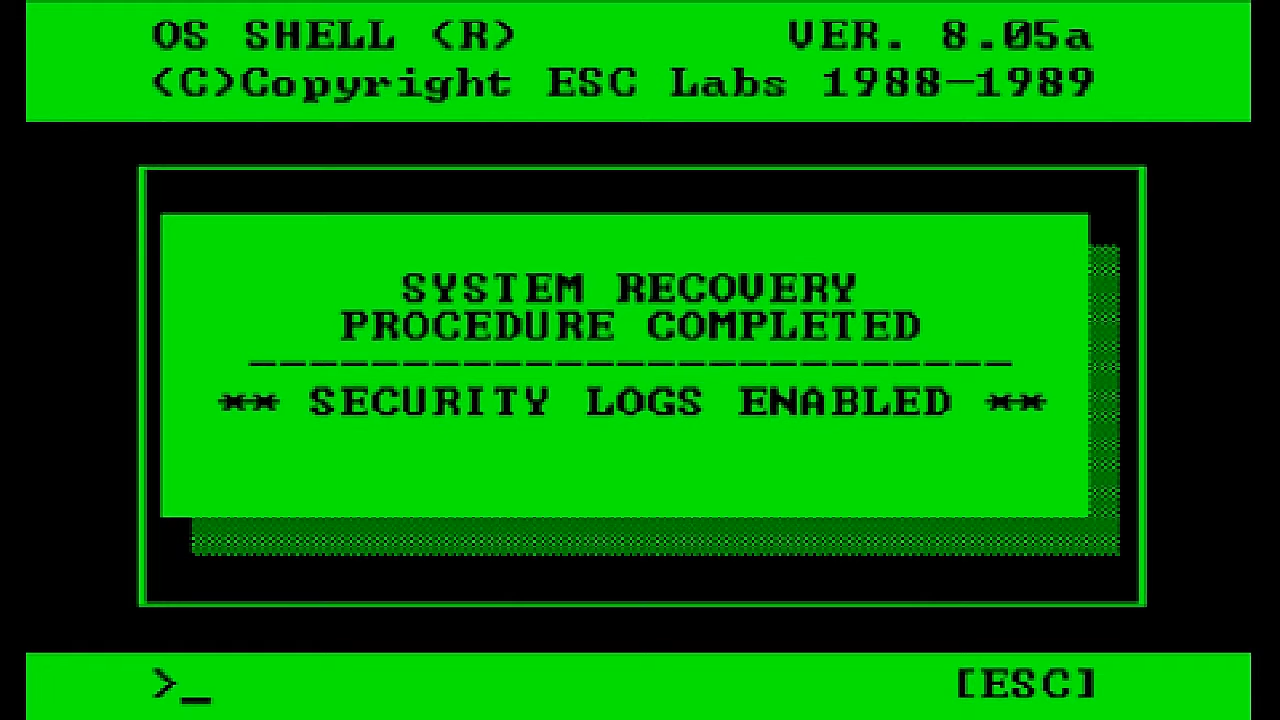 OS SHELL (R) VER. 8.05a
(C)Copyright ESC Labs 1988-1989
SYSTEM RECOVERY
PROCEDURE COMPLETED
-------------------------
** SECURITY LOGS ENABLED **
>_ [ESC]